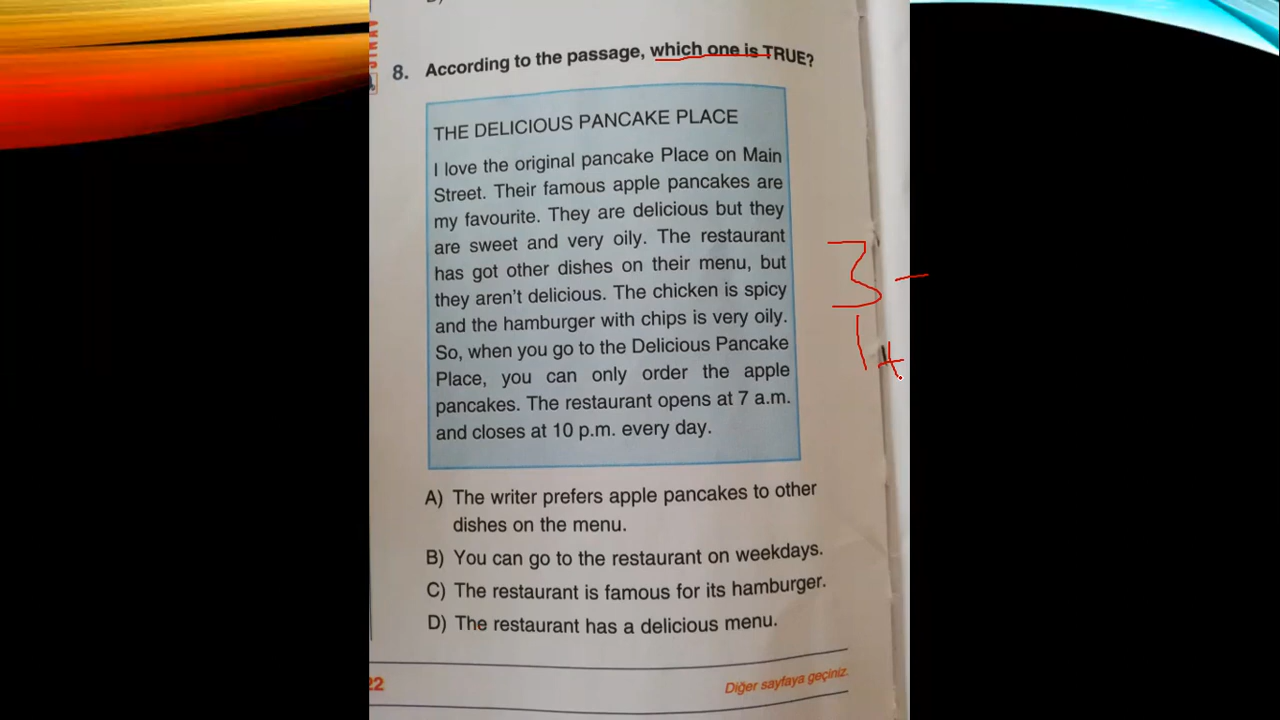 SINAV
8. According to the passage, which one is TRUE?
THE DELICIOUS PANCAKE PLACE
I love the original pancake Place on Main
Street. Their famous apple pancakes are
my favourite. They are delicious but they
are sweet and very oily. The restaurant
has got other dishes on their menu, but
they aren't delicious. The chicken is spicy
and the hamburger with chips is very oily.
So, when you go to the Delicious Pancake
Place, you can only order the apple
pancakes. The restaurant opens at 7 a.m.
and closes at 10 p.m. every day.
3 -
4
A) The writer prefers apple pancakes to other
dishes on the menu.
B) You can go to the restaurant on weekdays.
C) The restaurant is famous for its hamburger.
D) The restaurant has a delicious menu.
22
Diğer sayfaya geçiniz.